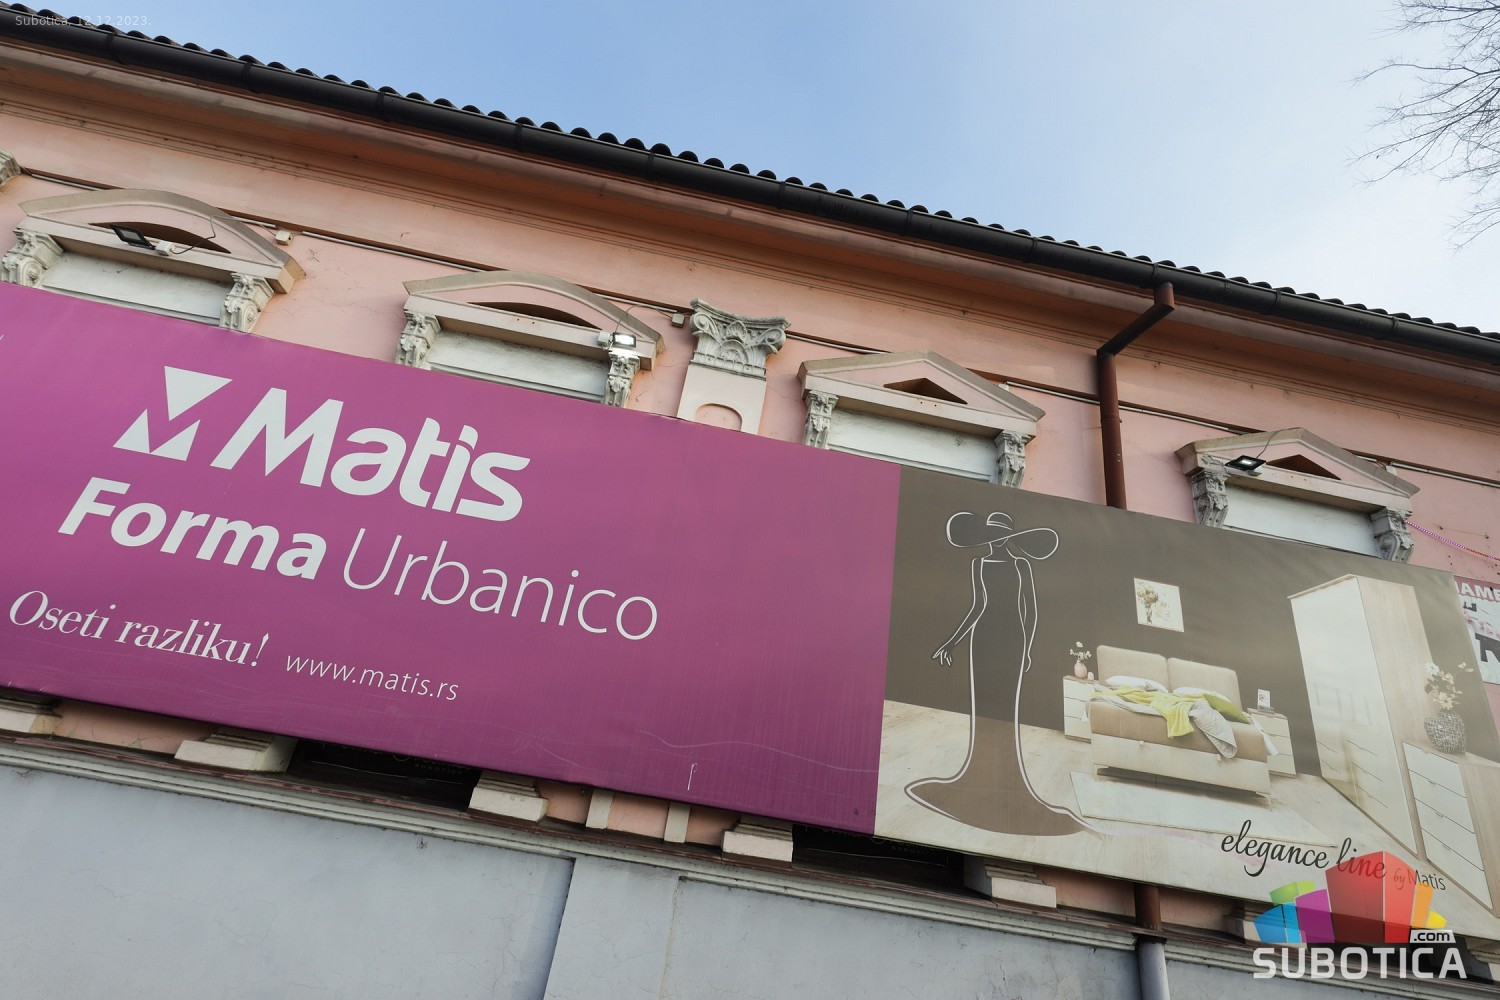 Subotica, 12.12.2023.
Matis
Forma Urbanico
Oseti razliku! www.matis.rs
elegance line
by Matis
.com
SUBOTICA